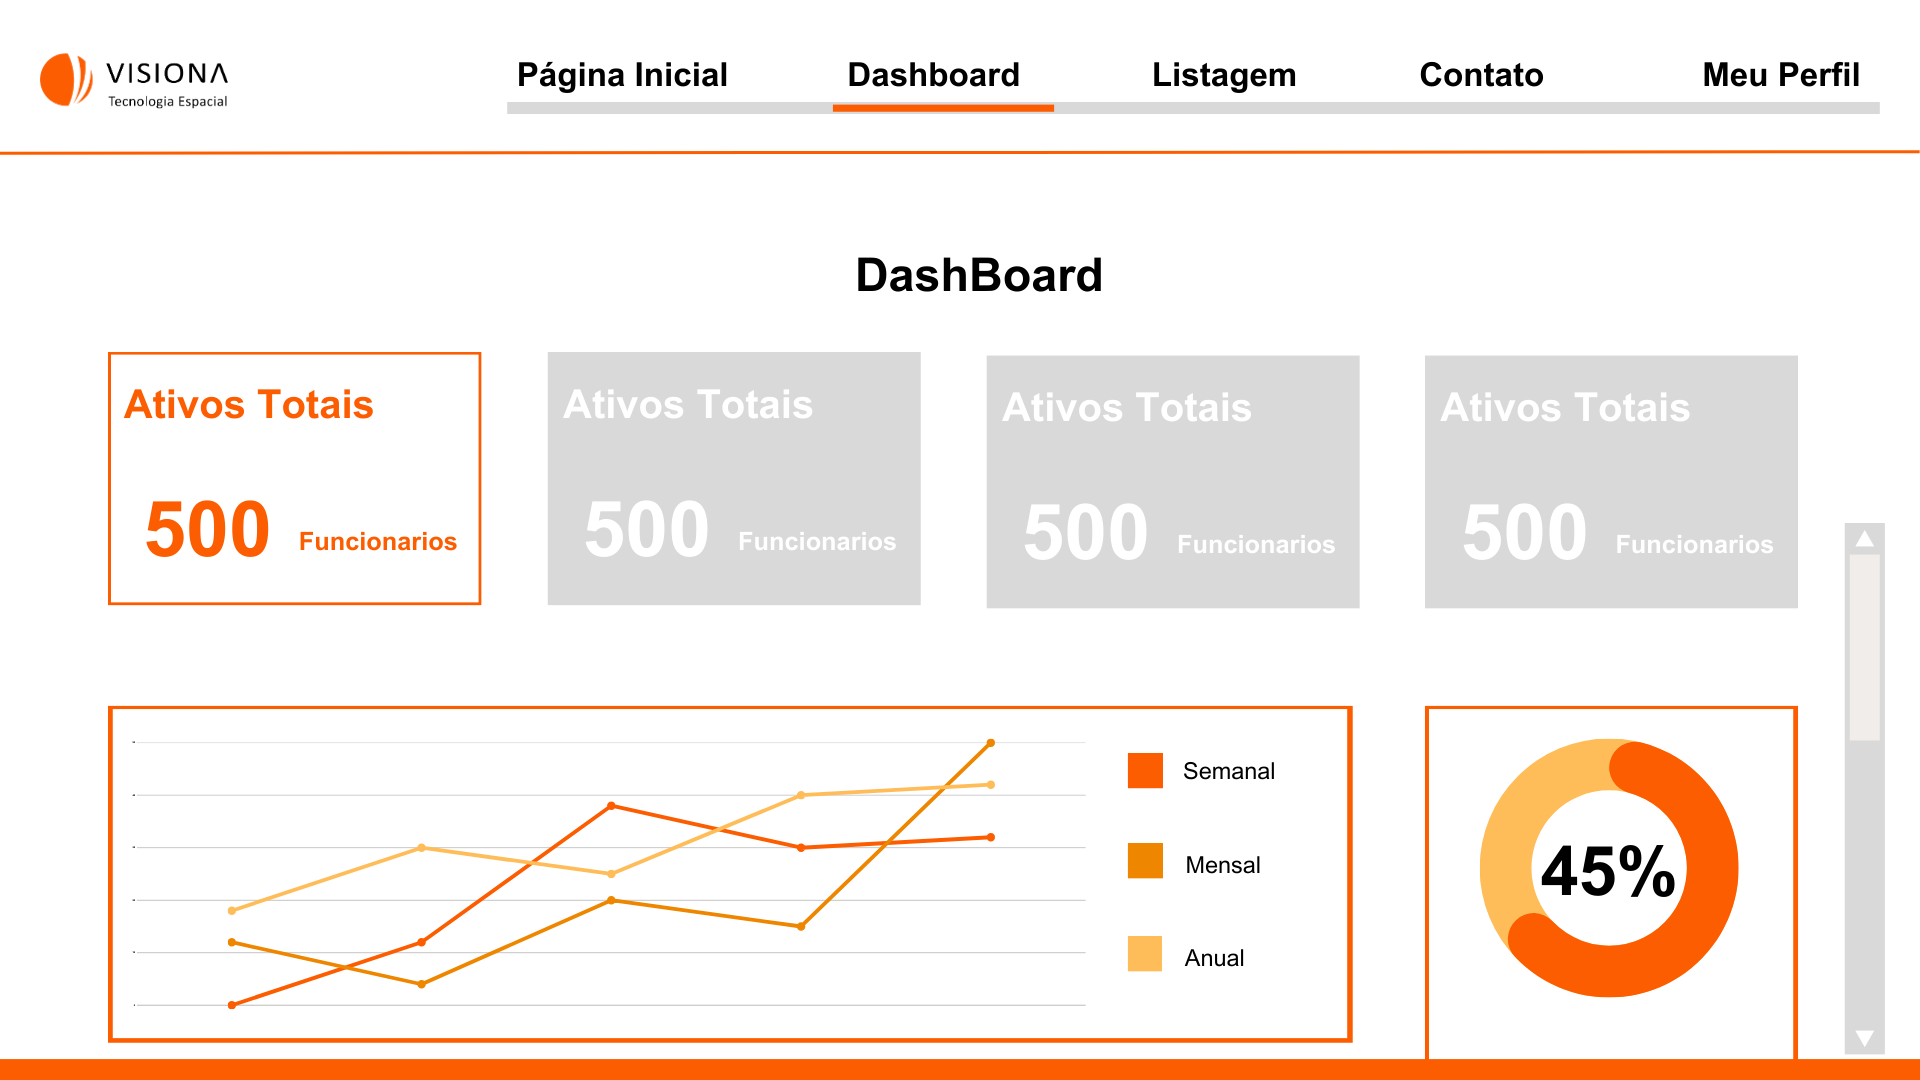 VISIONA
Tecnologia Espacial
Página Inicial
Dashboard
Listagem
Contato
Meu Perfil
DashBoard
Ativos Totais
500 Funcionarios
Ativos Totais
500 Funcionarios
Ativos Totais
500 Funcionarios
Ativos Totais
500 Funcionarios
Semanal
Mensal
Anual
45%